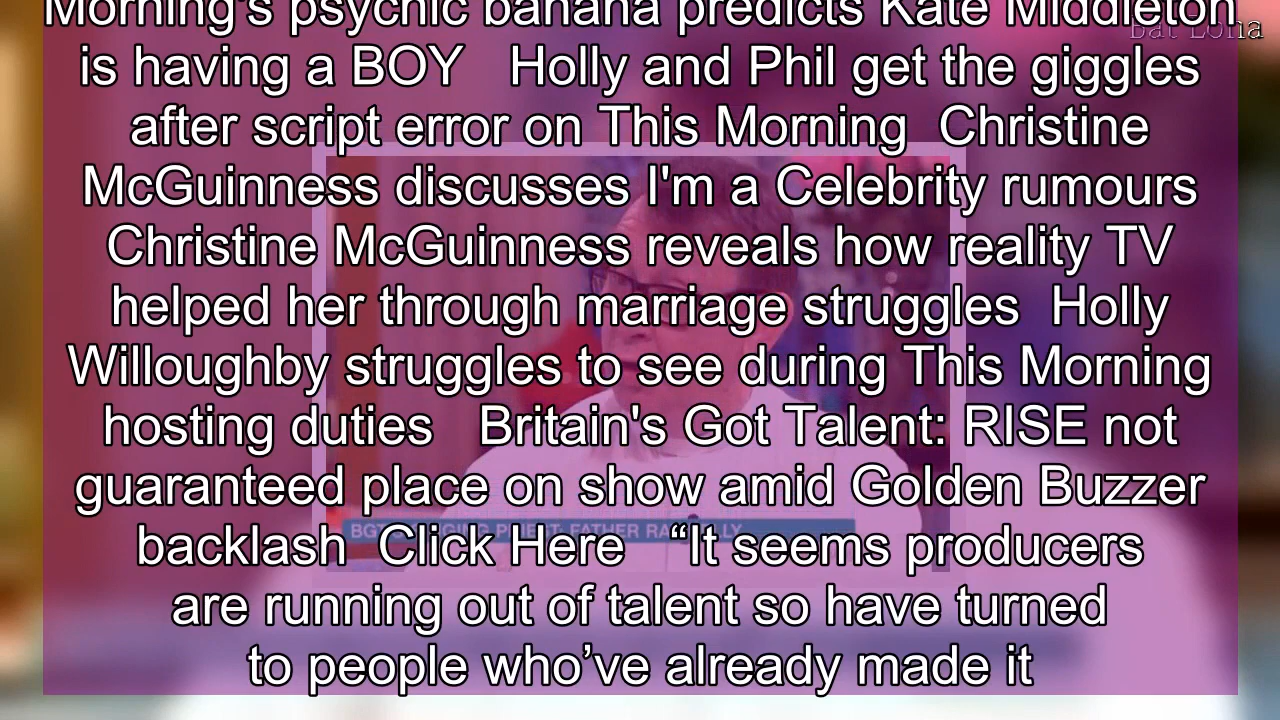 Morning's psychic banana predicts Kate Middleton
is having a BOY Holly and Phil get the giggles
after script error on This Morning Christine
McGuinness discusses I'm a Celebrity rumours
Christine McGuinness reveals how reality TV
helped her through marriage struggles Holly
Willoughby struggles to see during This Morning
hosting duties Britain's Got Talent: RISE not
guaranteed place on show amid Golden Buzzer
backlash Click Here “It seems producers
are running out of talent so have turned
to people who’ve already made it